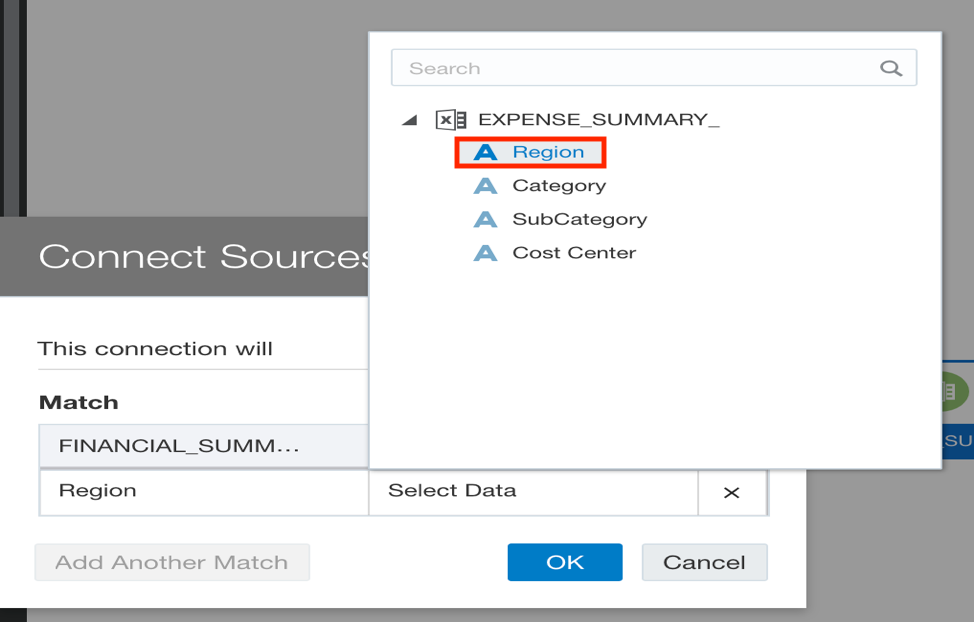 Search
EXPENSE_SUMMARY_
Region
Category
SubCategory
Cost Center
Connect Sources
This connection will
Match
FINANCIAL_SUMM...
Region
Select Data
Add Another Match
OK
Cancel
SU